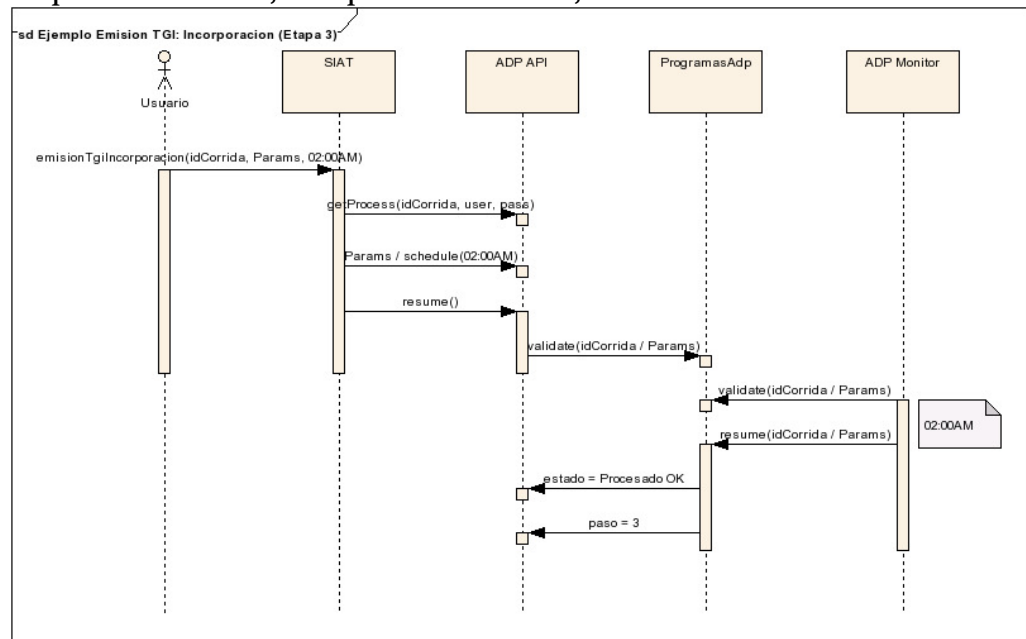 sd Ejemplo Emision TGI: Incorporacion (Etapa 3)
Usuario
SIAT
ADP API
ProgramasAdp
ADP Monitor
emisionTgiIncorporacion(idCorrida, Params, 02:00AM)
getProcess(idCorrida, user, pass)
Params / schedule(02:00AM)
resume()
validate(idCorrida / Params)
validate(idCorrida / Params)
02:00AM
resume(idCorrida / Params)
estado = Procesado OK
paso = 3